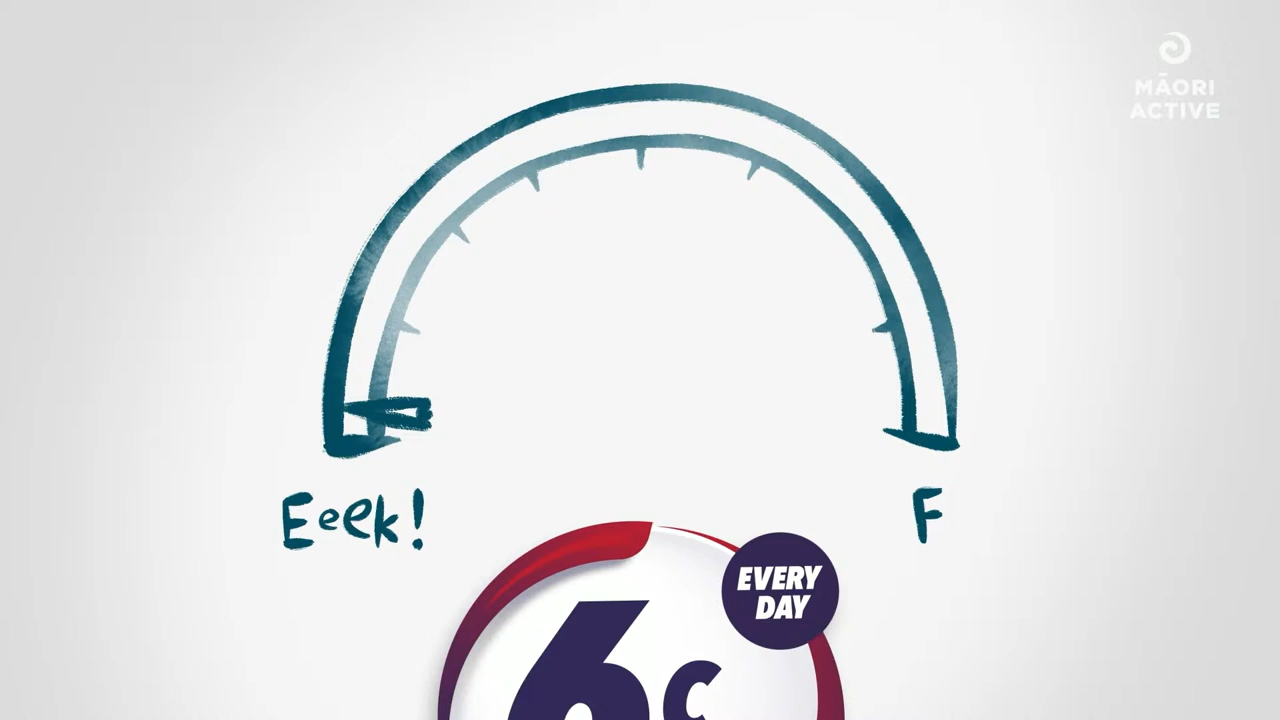 MĀORI
ACTIVE
Eeek!
F
EVERY
DAY
6c